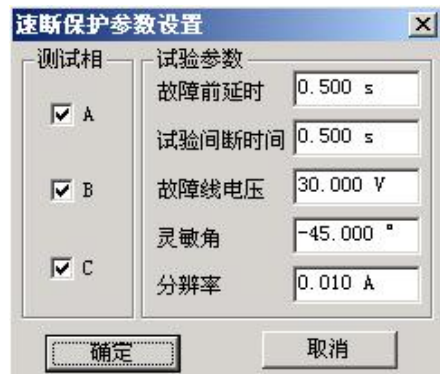 速断保护参数设置
测试相
A
B
C
试验参数
故障前延时 0.500 s
试验间断时间 0.500 s
故障线电压 30.000 V
灵敏角 -45.000 °
分辨率 0.010 A
确定 取消